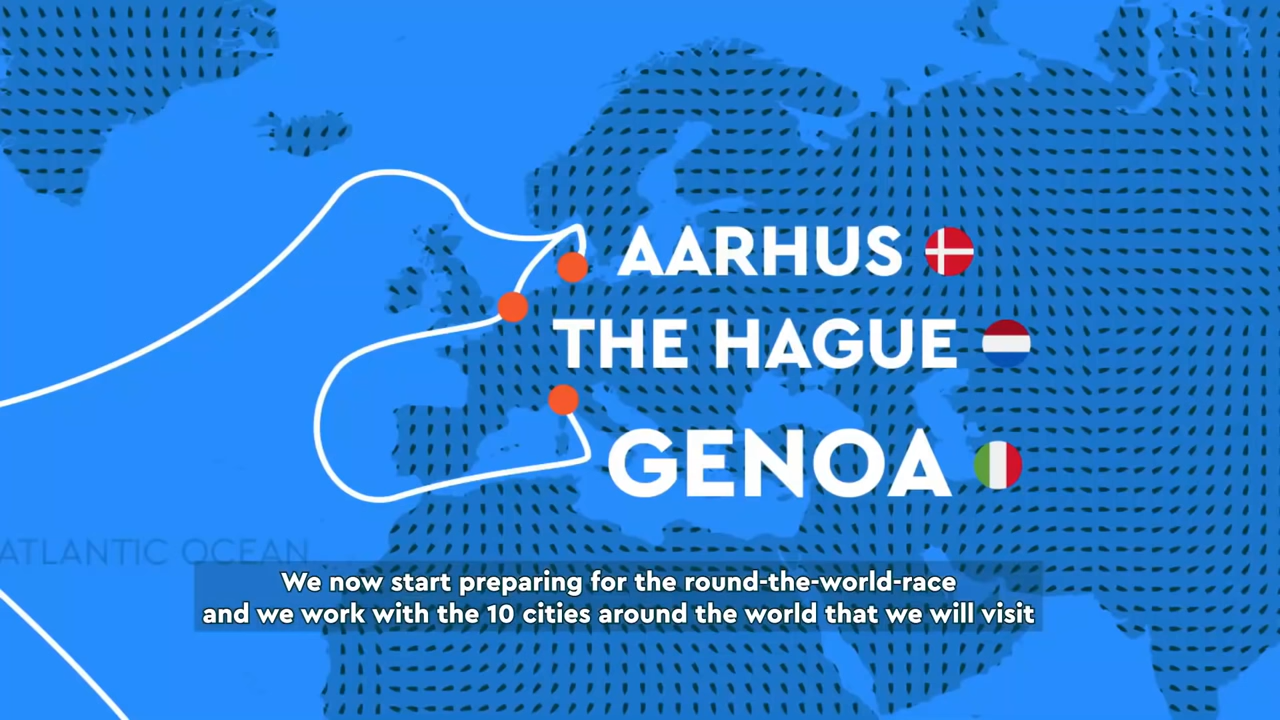 AARHUS
THE HAGUE
GENOA
ATLANTIC OCEAN
We now start preparing for the round-the-world-race
and we work with the 10 cities around the world that we will visit